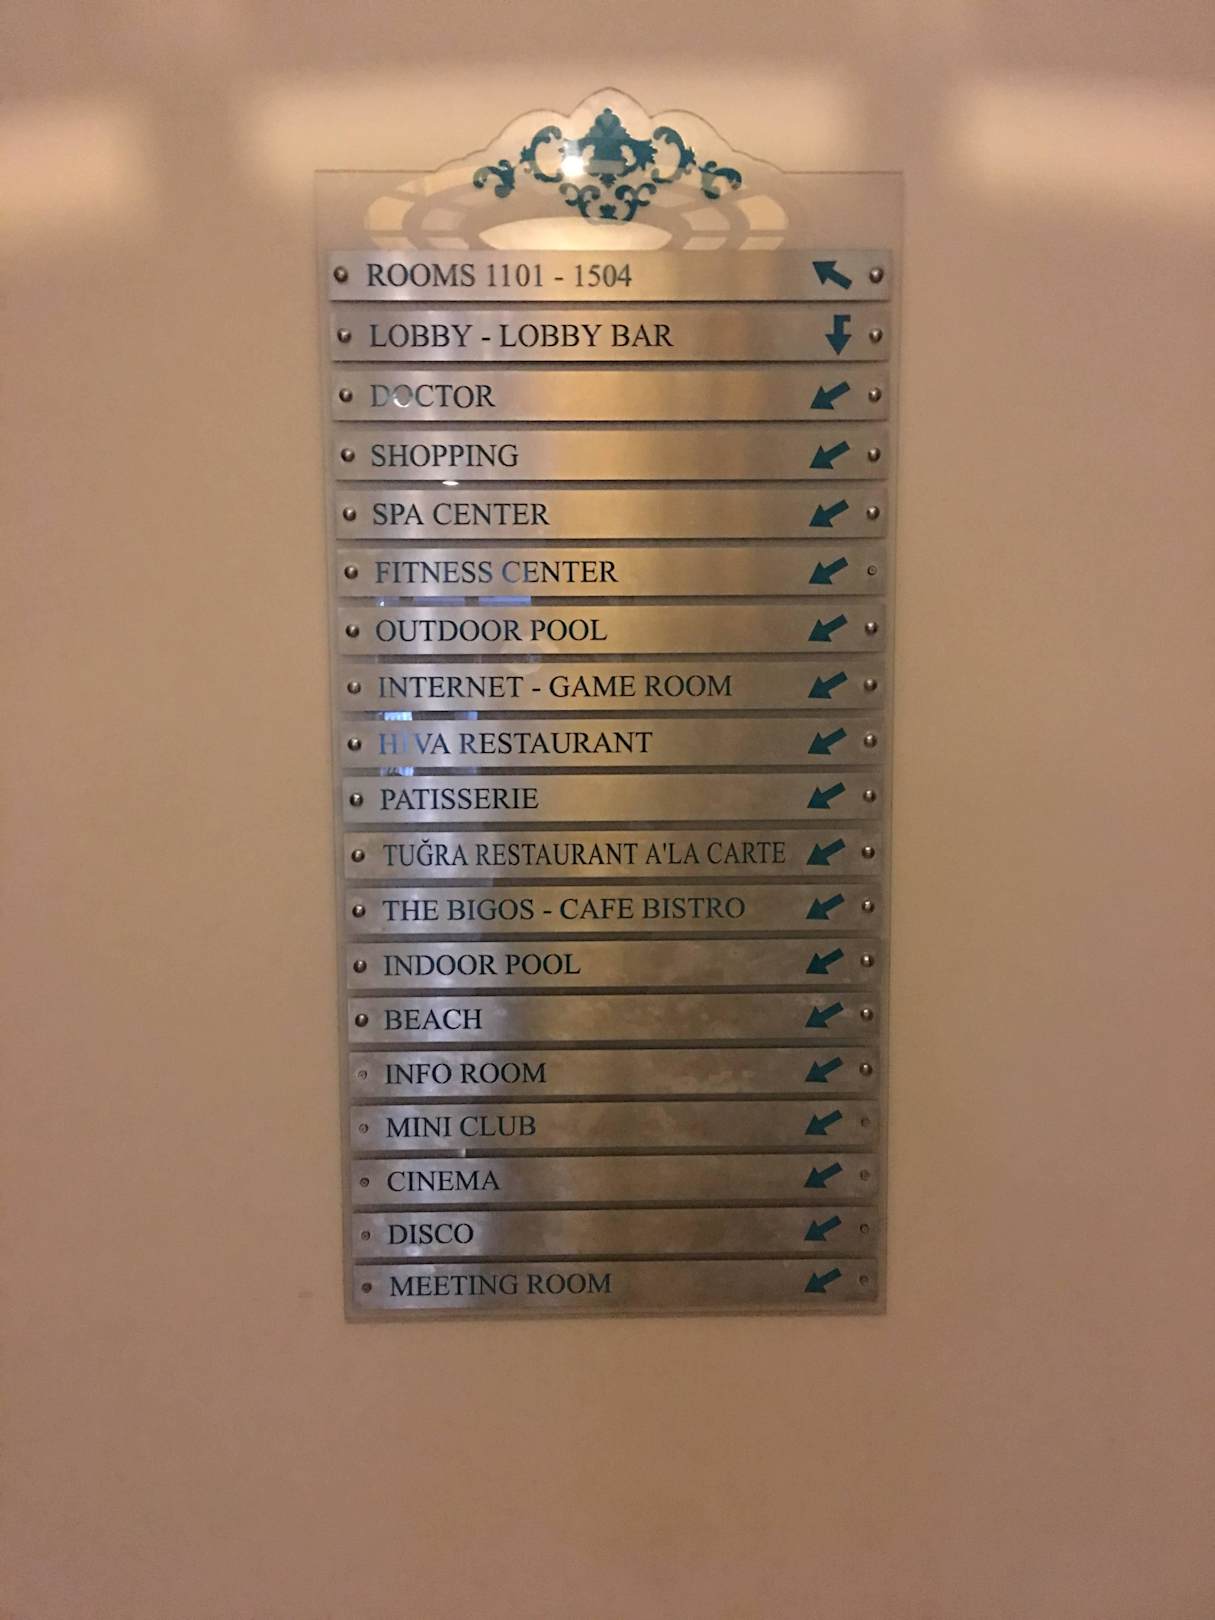 ROOMS 1101 - 1504
LOBBY - LOBBY BAR
DOCTOR
SHOPPING
SPA CENTER
FITNESS CENTER
OUTDOOR POOL
INTERNET - GAME ROOM
HIVA RESTAURANT
PATISSERIE
TUĞRA RESTAURANT A'LA CARTE
THE BIGOS - CAFE BISTRO
INDOOR POOL
BEACH
INFO ROOM
MINI CLUB
CINEMA
DISCO
MEETING ROOM